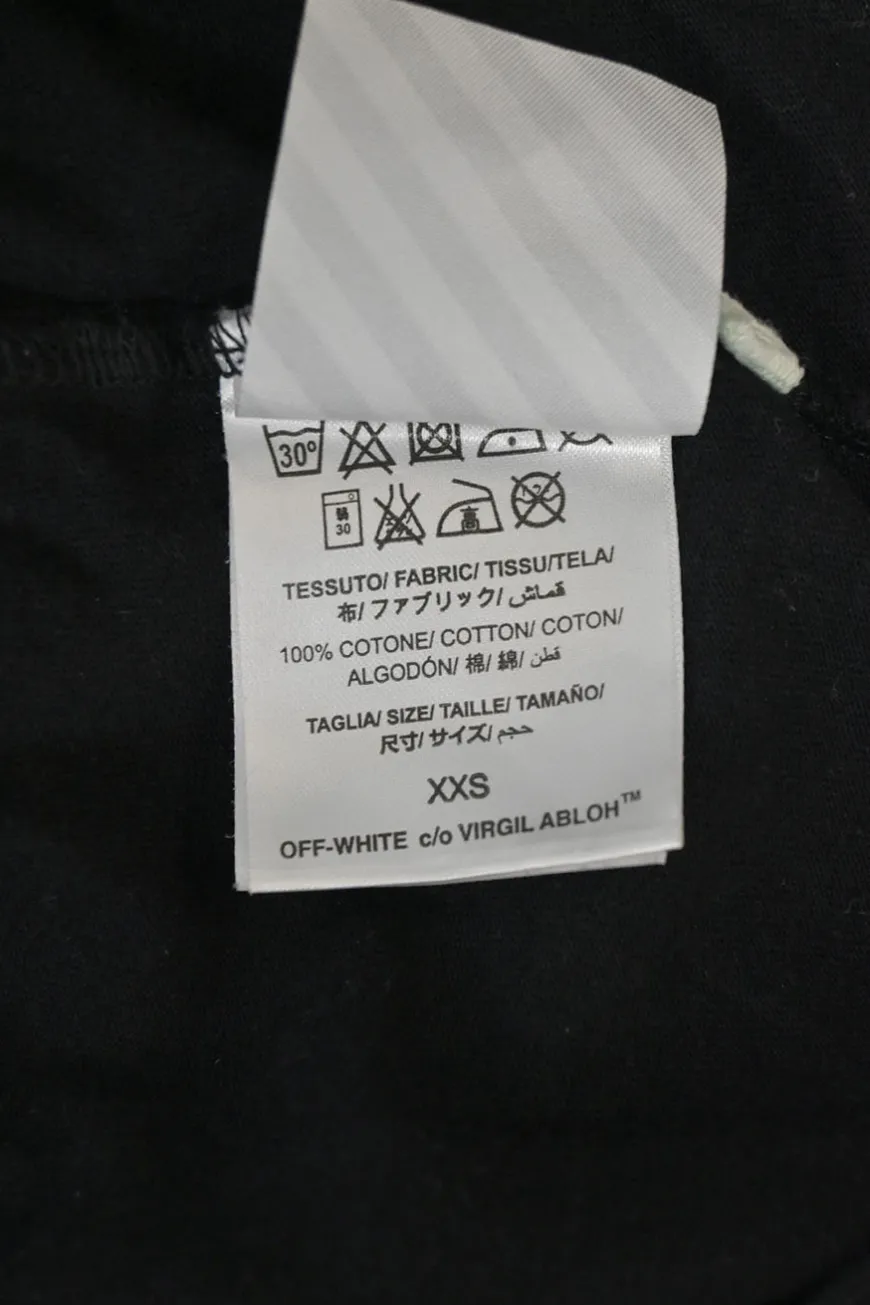 30°
弱
30
高
TESSUTO/ FABRIC/ TISSU/TELA/
布/ ファブリック/ قماش
100% COTONE/ COTTON/ COTON/
ALGODÓN/ 棉/ 綿/ قطن
TAGLIA/ SIZE/ TAILLE/ TAMAÑO/
尺寸/ サイズ/ حجم
XXS
OFF-WHITE c/o VIRGIL ABLOH™